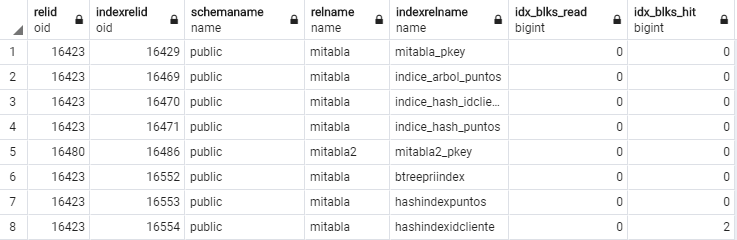 relid indexrelid schemaname relname indexrelname idx_blks_read idx_blks_hit
oid oid name name name bigint bigint
1 16423 16429 public mitabla mitabla_pkey 0 0
2 16423 16469 public mitabla indice_arbol_puntos 0 0
3 16423 16470 public mitabla indice_hash_idclie... 0 0
4 16423 16471 public mitabla indice_hash_puntos 0 0
5 16480 16486 public mitabla2 mitabla2_pkey 0 0
6 16423 16552 public mitabla btreepriindex 0 0
7 16423 16553 public mitabla hashindexpuntos 0 0
8 16423 16554 public mitabla hashindexidcliente 0 2